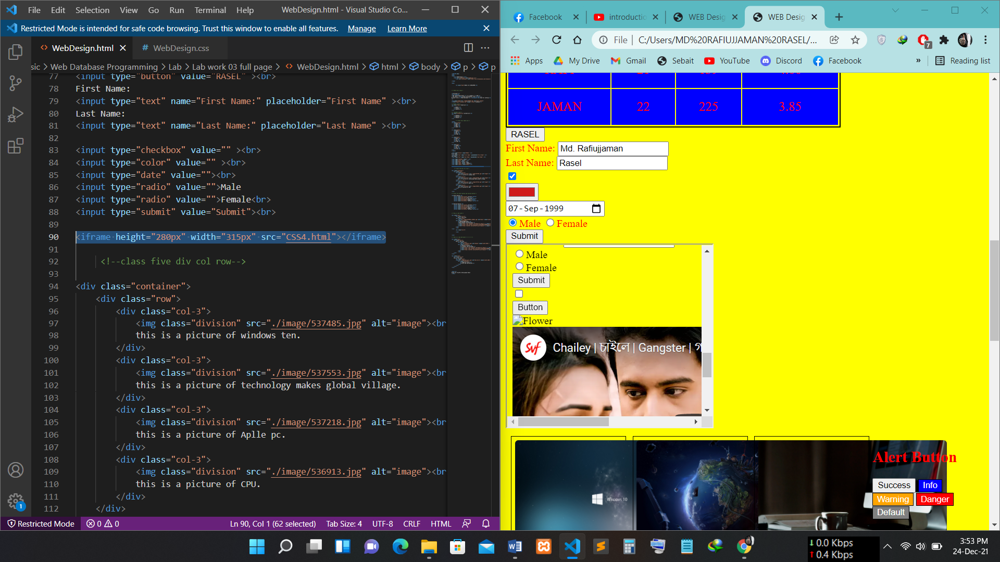 File Edit Selection View Go Run Terminal Help WebDesign.html - Visual Studio Co...
Restricted Mode is intended for safe code browsing. Trust this window to enable all features. Manage Learn More
<> WebDesign.html # WebDesign.css ...
sic > Web Database Programming > Lab > Lab work 03 full page > <> WebDesign.html > html > body > p > p
77 <input type="button" value="RASEL" ><br>
78 First Name:
79 <input type="text" name="First Name:" placeholder="First Name" ><br>
80 Last Name:
81 <input type="text" name="Last Name:" placeholder="Last Name" ><br>
82
83 <input type="checkbox" value="" ><br>
84 <input type="color" value="" ><br>
85 <input type="date" value=""><br>
86 <input type="radio" value="">Male
87 <input type="radio" value="">Female<br>
88 <input type="submit" value="Submit"><br>
89
90 <iframe height="280px" width="315px" src="CSS4.html"></iframe>
91
92 <!--class five div col row-->
93
94 <div class="container">
95 <div class="row">
96 <div class="col-3">
97 <img class="division" src="./image/537485.jpg" alt="image"><br
98 this is a picture of windows ten.
99 </div>
100 <div class="col-3">
101 <img class="division" src="./image/537553.jpg" alt="image"><br
102 this is a picture of technology makes global village.
103 </div>
104 <div class="col-3">
105 <img class="division" src="./image/537218.jpg" alt="image"><br
106 this is a picture of Aplle pc.
107 </div>
108 <div class="col-3">
109 <img class="division" src="./image/536913.jpg" alt="image"><br
110 this is a picture of CPU.
111 </div>
112 </div>
1
Restricted Mode 0 0 Ln 90, Col 1 (62 selected) Tab Size: 4 UTF-8 CRLF HTML
Facebook introductio WEB Desig WEB Desig
File | C:/Users/MD%20RAFIUJJAMAN%20RASEL/... 7
Apps My Drive Gmail Sebait YouTube Discord Facebook » Reading list
JAMAN 22 225 3.85
RASEL
First Name: Md. Rafiujjaman
Last Name: Rasel
07-Sep-1999
Male Female
Submit
Male
Female
Submit
Button
Flower
SVF Chailey | চাইলে | Gangster |
Windows 10
Alert Button
Success Info
Warning Danger
Default
0.0 Kbps
0.4 Kbps
3:53 PM
24-Dec-21